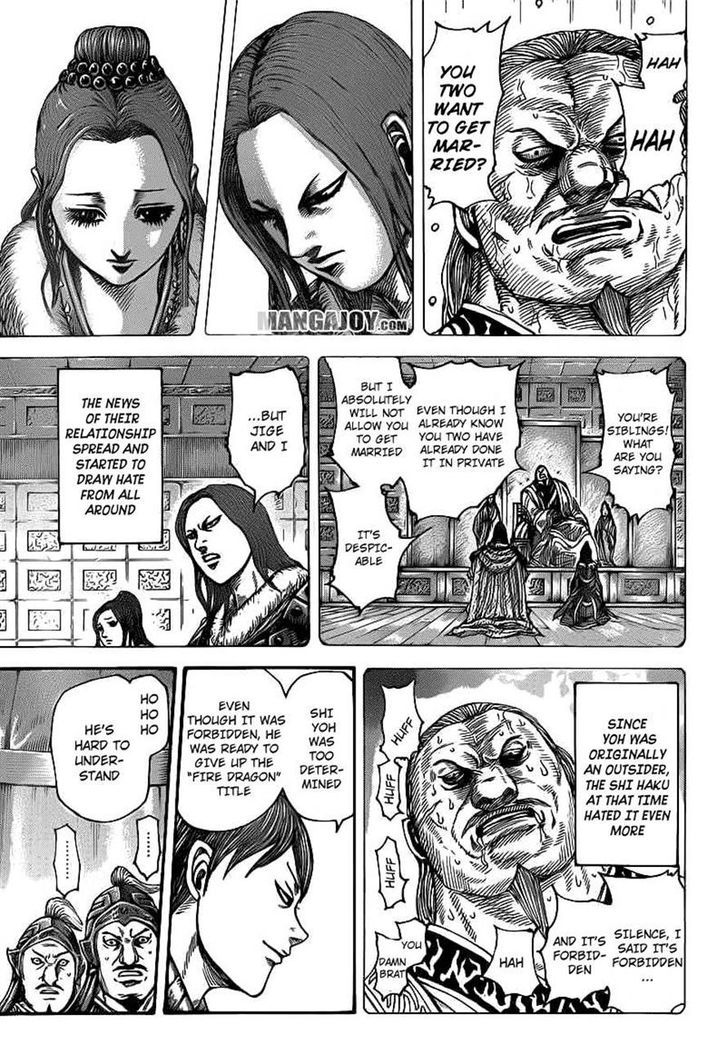 HAH
HAH
YOU
TWO
WANT
TO GET
MAR-
RIED?
MANGAJOY.COM
YOU'RE
SIBLINGS!
WHAT
ARE YOU
SAYING?
EVEN THOUGH I
ALREADY KNOW
YOU TWO HAVE
ALREADY DONE
IT IN PRIVATE
BUT I
ABSOLUTELY
WILL NOT
ALLOW YOU
TO GET
MARRIED
IT'S
DESPIC-
ABLE
...BUT
JIGE
AND I
THE NEWS
OF THEIR
RELATIONSHIP
SPREAD AND
STARTED TO
DRAW HATE
FROM ALL
AROUND
SINCE
YOH WAS
ORIGINALLY
AN OUTSIDER,
THE SHI HAKU
AT THAT TIME
HATED IT EVEN
MORE
HUFF
HUFF
HUFF
SILENCE, I
SAID IT'S
FORBIDDEN
...
AND IT'S
FORBID-
DEN
HAH
YOU
DAMN
BRAT
SHI YOH
WAS TOO
DETER-
MINED
EVEN
THOUGH IT WAS
FORBIDDEN, HE
WAS READY TO
GIVE UP THE
"FIRE DRAGON"
TITLE
HO
HO
HO
HE'S
HARD TO
UNDER-
STAND
......
......